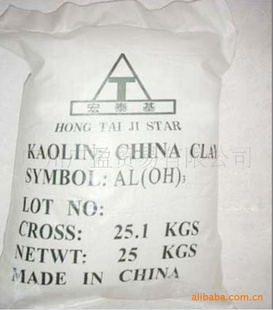 宏泰基
HONG TAI JI STAR
KAOLIN CHINA CLAY
SYMBOL: AL(OH)3
LOT NO:
CROSS: 25.1 KGS
NETWT: 25 KGS
MADE IN CHINA
alibaba.com.cn